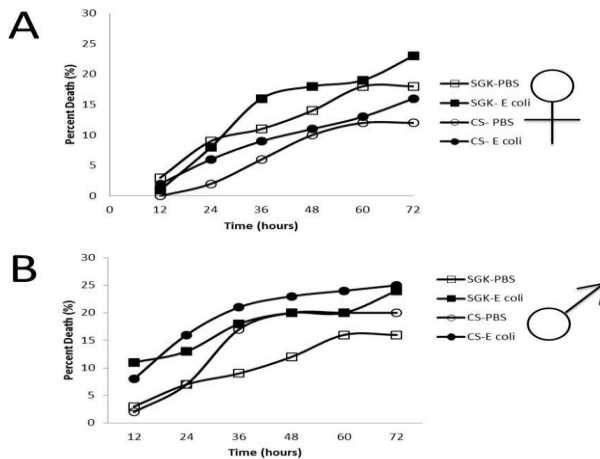 A
30
25
20
15
10
5
0
Percent Death (%)
0 12 24 36 48 60 72
Time (hours)
SGK-PBS
SGK- E coli
CS- PBS
CS- E coli
B
30
25
20
15
10
5
0
Percent Death (%)
12 24 36 48 60 72
Time (hours)
SGK-PBS
SGK-E coli
CS-PBS
CS-E coli